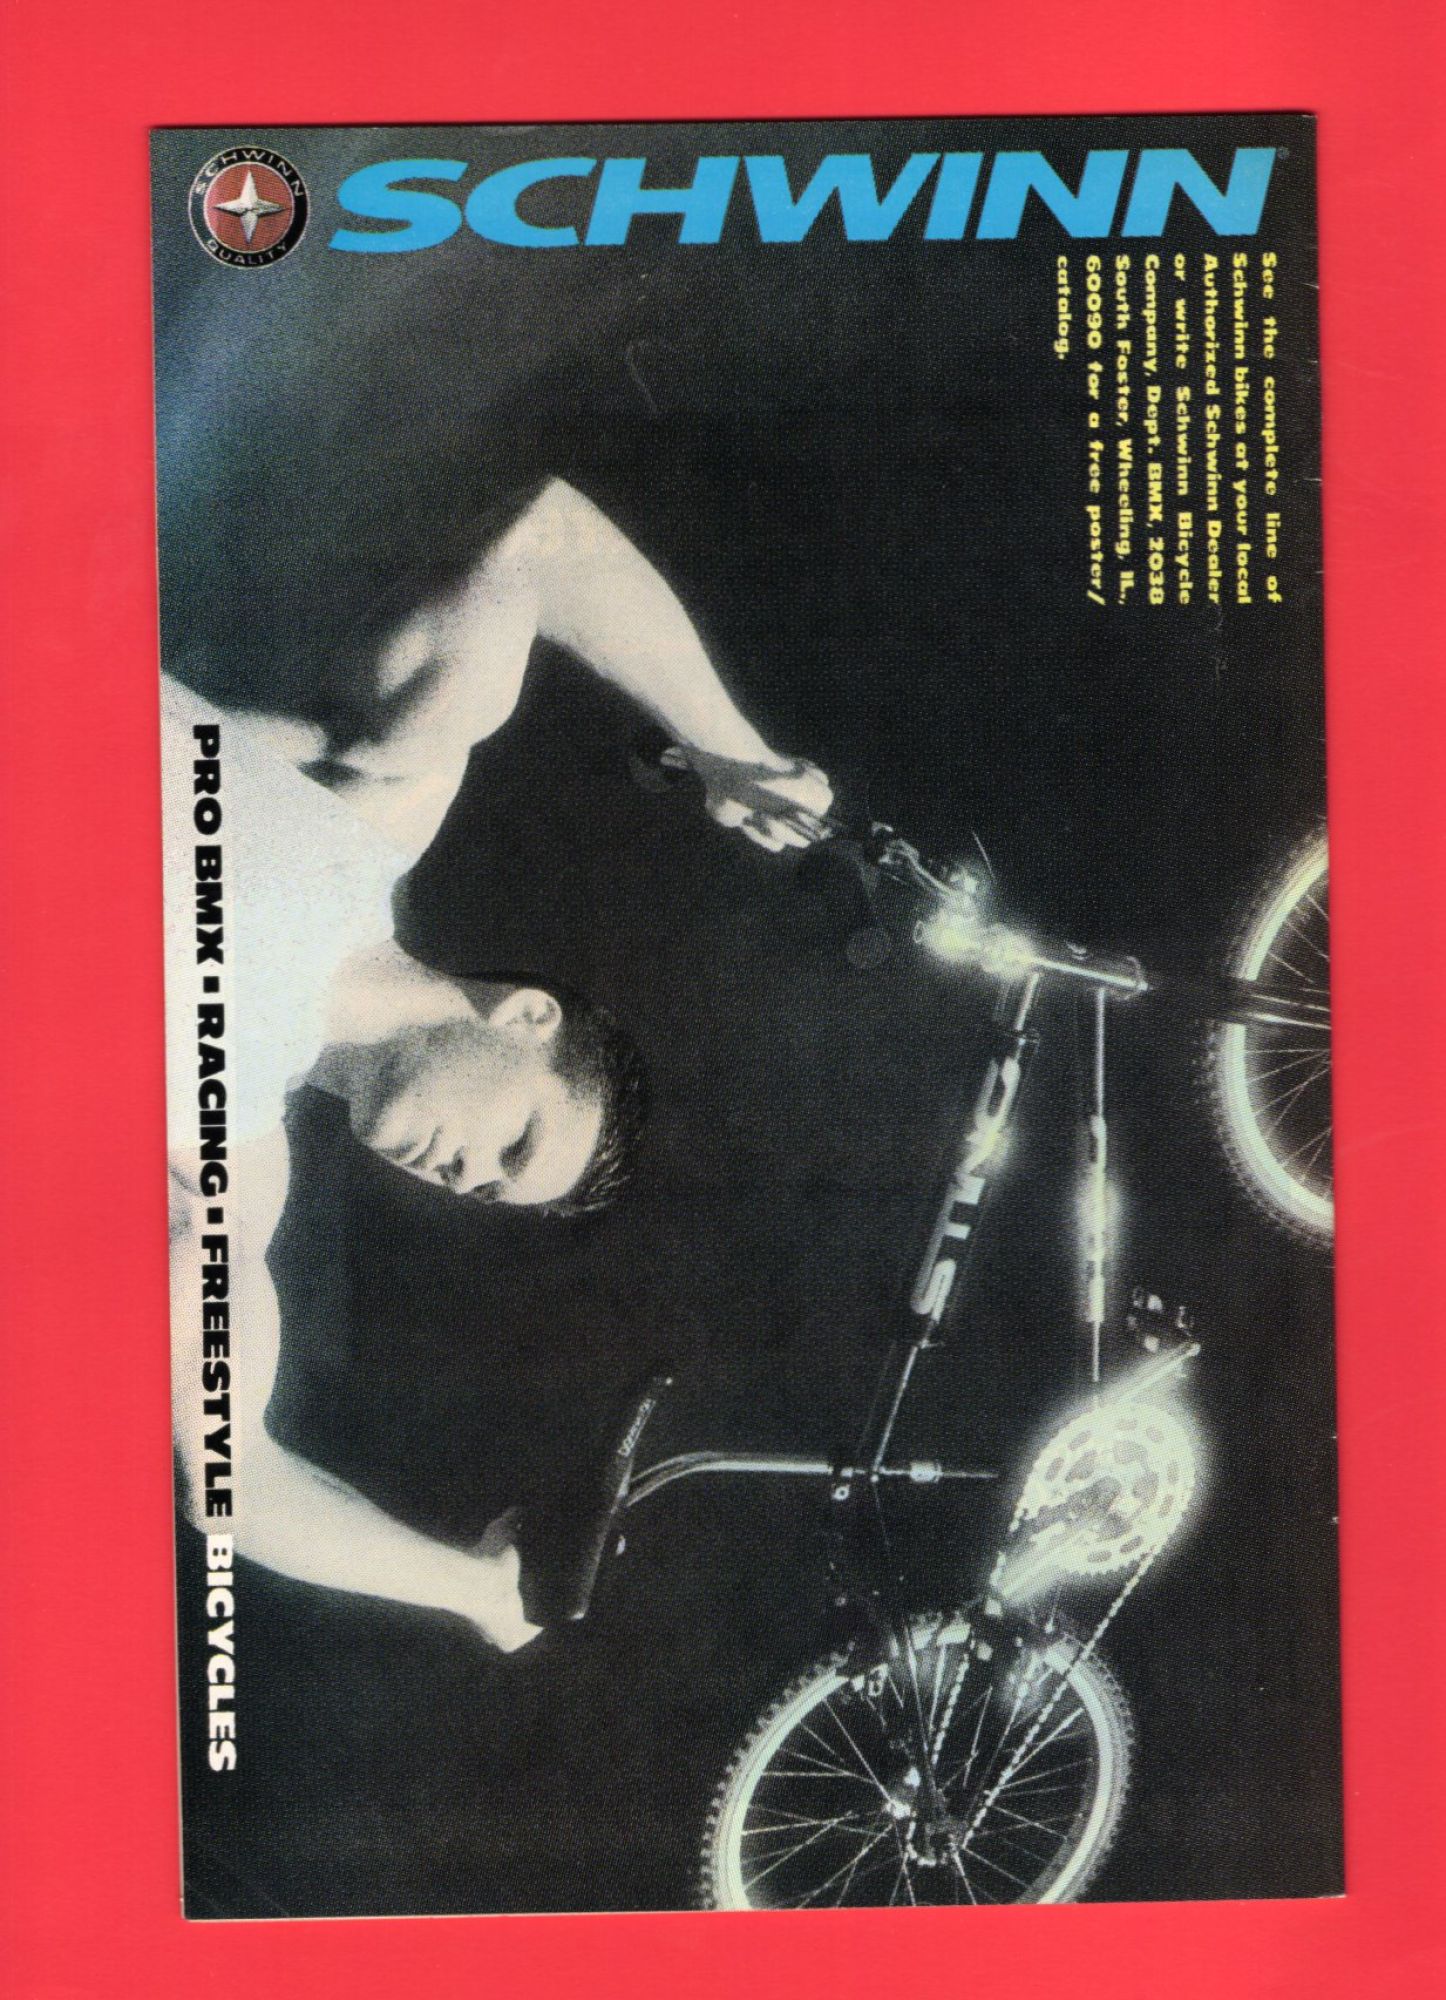 SCHWINN
QUALITY
SCHWINN®
See the complete line of
Schwinn bikes at your local
Authorized Schwinn Dealer
or write Schwinn Bicycle
Company, Dept. BMX, 2038
South Foster, Wheeling, IL.,
60090 for a free poster/
catalog.
STING
PRO BMX ▪ RACING ▪ FREESTYLE BICYCLES